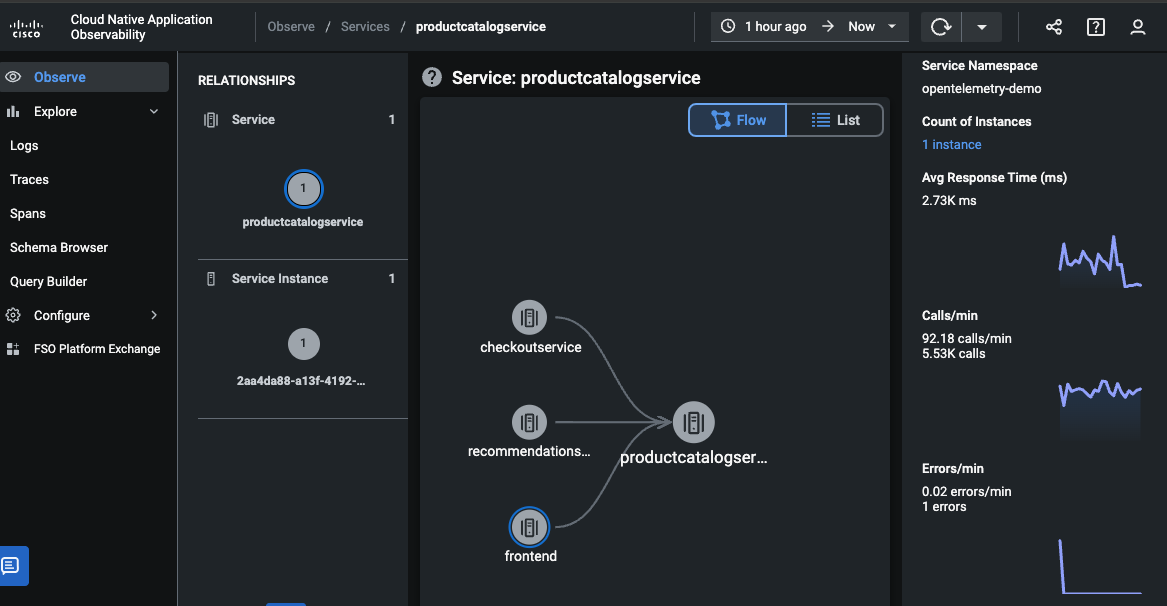 CISCO
Cloud Native Application
Observability
Observe / Services / productcatalogservice
1 hour ago → Now
Observe
Explore
Logs
Traces
Spans
Schema Browser
Query Builder
Configure
FSO Platform Exchange
RELATIONSHIPS
Service 1
1
productcatalogservice
Service Instance 1
1
2aa4da88-a13f-4192-...
? Service: productcatalogservice
Flow
List
checkoutservice
recommendations...
productcatalogser...
frontend
Service Namespace
opentelemetry-demo
Count of Instances
1 instance
Avg Response Time (ms)
2.73K ms
Calls/min
92.18 calls/min
5.53K calls
Errors/min
0.02 errors/min
1 errors